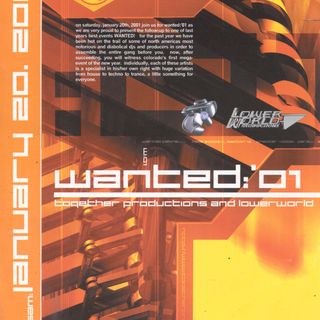 on saturday, january 20th, 2001 join us for wanted:'01 as
we are very proud to present the followup to one of last
years best events WANTED! for the past year we have
been hot on the trail of some of north americas most
notorious and diabolical djs and producers in order to
assemble the entire gang before you. now, after
succeeding, you will witness colorado's first mega-
event of the new year. individually, each of these artists
is a specialist in his/her own right with huge variation
from house to techno to trance, a little something for
everyone.
LOWER
WORLD
PRODUCTIONS
wanted:'01
together productions and lowerworld
january 20. 20